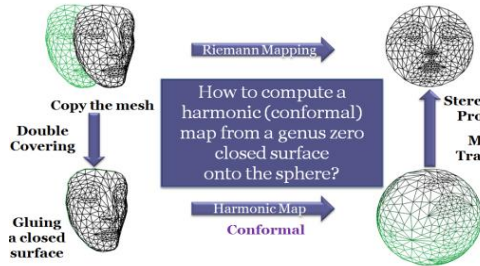 Riemann Mapping
Copy the mesh
Double
Covering
How to compute a
harmonic (conformal)
map from a genus zero
closed surface
onto the sphere?
Gluing
a closed
surface
Harmonic Map
Conformal